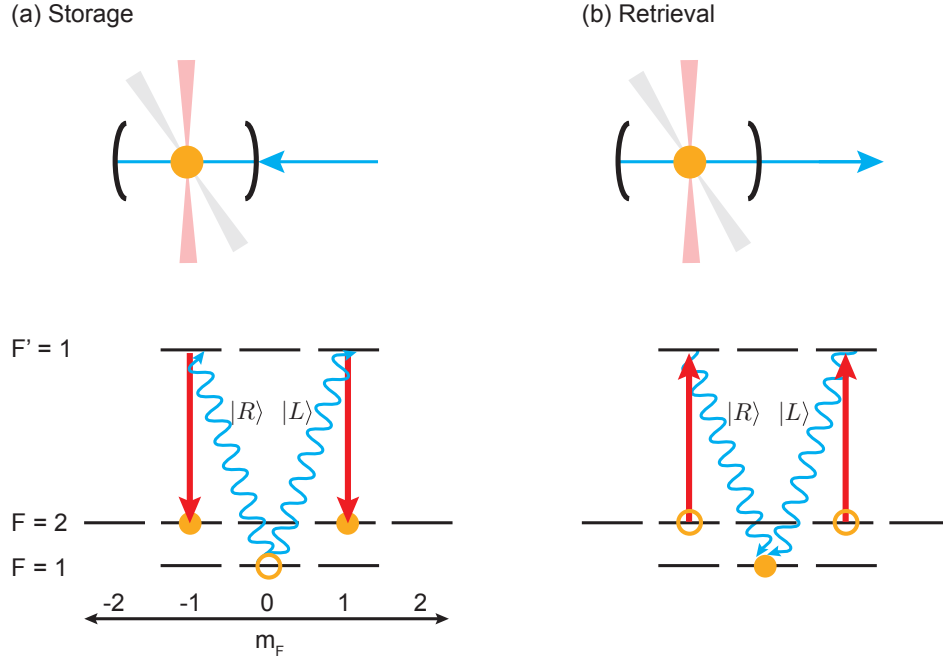 (a) Storage
(b) Retrieval
F' = 1
|R⟩ |L⟩
|R⟩ |L⟩
F = 2
F = 1
-2 -1 0 1 2
m_F